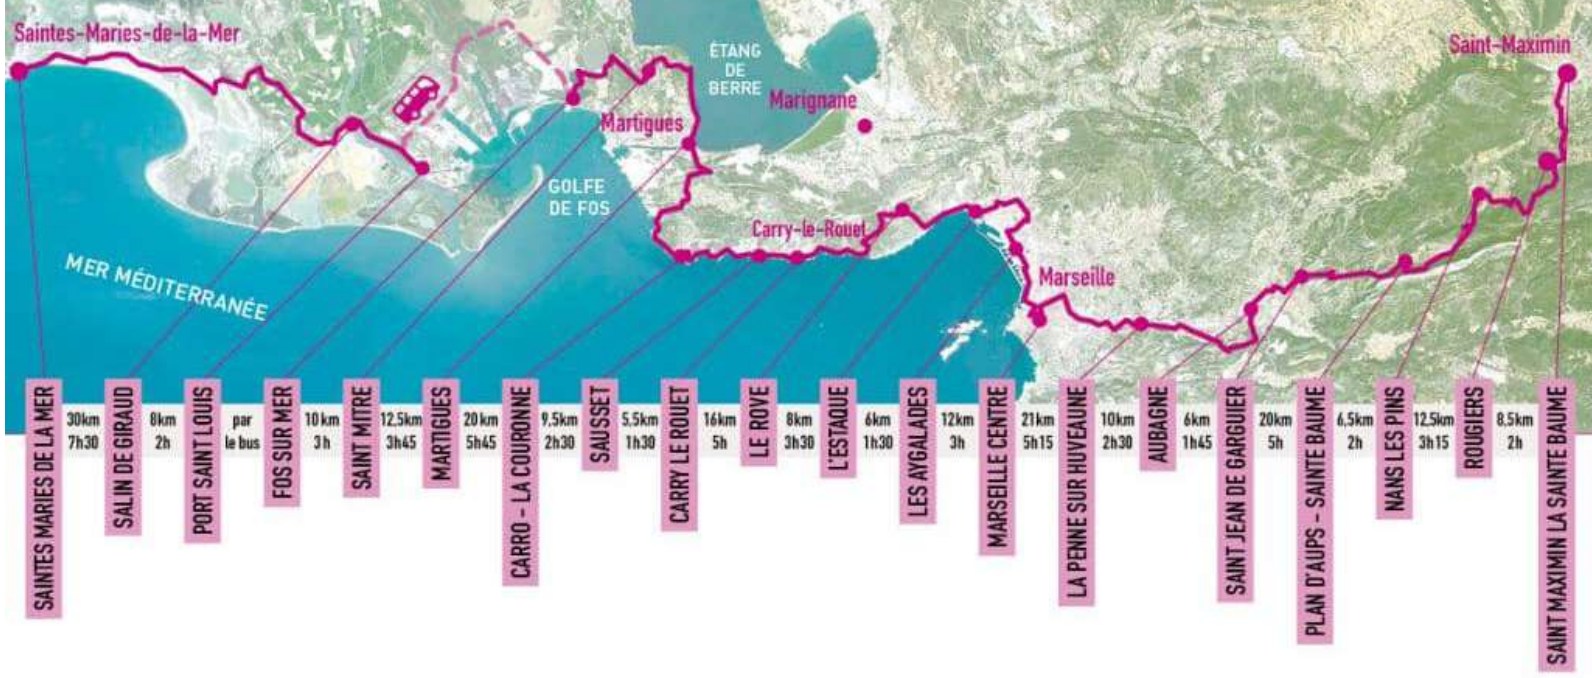 Saintes-Maries-de-la-Mer
Saint-Maximin
ÉTANG
DE
BERRE
Marignane
Martigues
GOLFE
DE FOS
Carry-le-Rouet
MER MÉDITERRANÉE
Marseille
SAINTES MARIES DE LA MER
30km
7h30
SALIN DE GIRAUD
8km
2h
PORT SAINT LOUIS
par
le bus
FOS SUR MER
10 km
3 h
SAINT MITRE
12,5km
3h45
MARTIGUES
20km
5h45
CARRO - LA COURONNE
9,5km
2h30
SAUSSET
5,5km
1h30
CARRY LE ROUET
16km
5h
LE ROVE
8km
3h30
L'ESTAQUE
6km
1h30
LES AYGALADES
12km
3h
MARSEILLE CENTRE
21km
5h15
LA PENNE SUR HUVEAUNE
10km
2h30
AUBAGNE
6km
1h45
SAINT JEAN DE GARGUIER
20km
5h
PLAN D'AUPS - SAINTE BAUME
6,5km
2h
NANS LES PINS
12,5km
3h15
ROUGIERS
8,5km
2h
SAINT MAXIMIN LA SAINTE BAUME